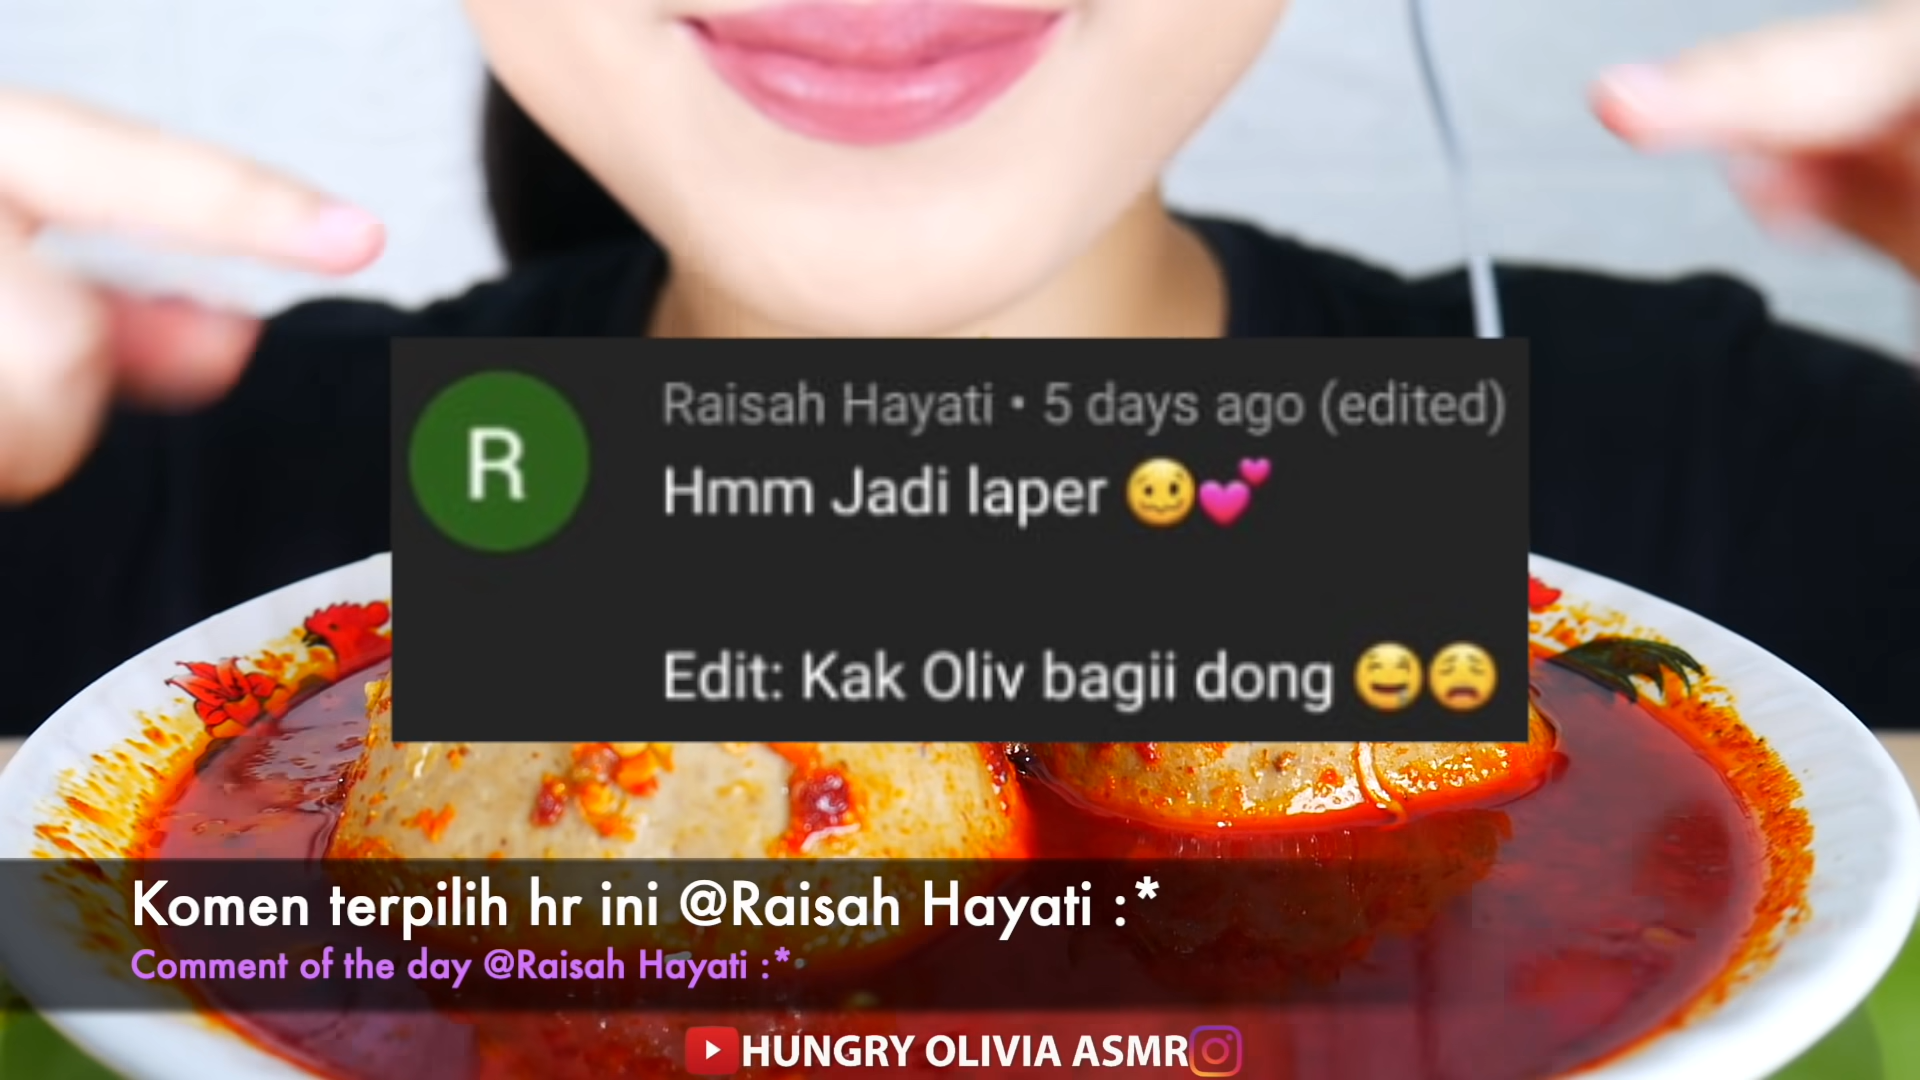 R
Raisah Hayati • 5 days ago (edited)
Hmm Jadi laper 🥴💕
Edit: Kak Oliv bagii dong 🤤😩
Komen terpilih hr ini @Raisah Hayati :*
Comment of the day @Raisah Hayati :*
HUNGRY OLIVIA ASMR